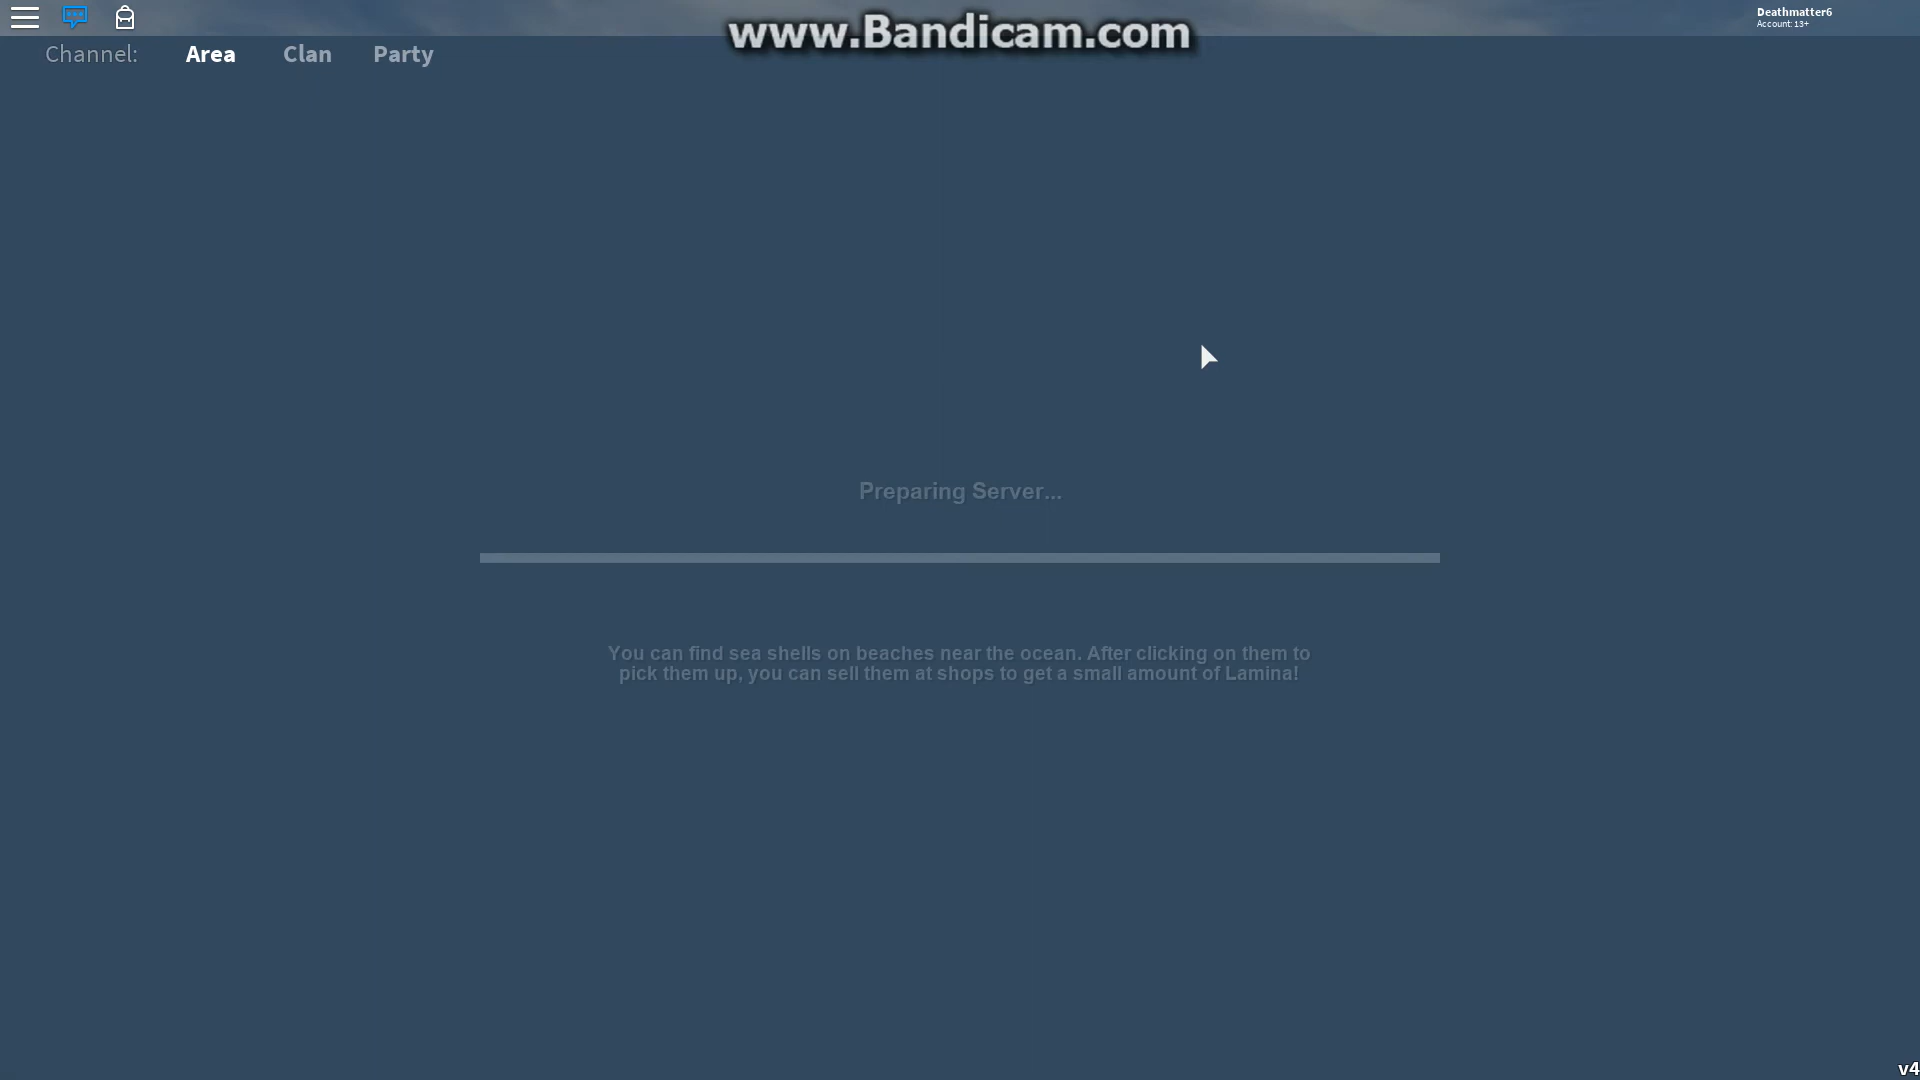 www.Bandicam.com
Deathmatter6
Account: 13+
Channel: Area Clan Party
Preparing Server...
You can find sea shells on beaches near the ocean. After clicking on them to
pick them up, you can sell them at shops to get a small amount of Lamina!
v4